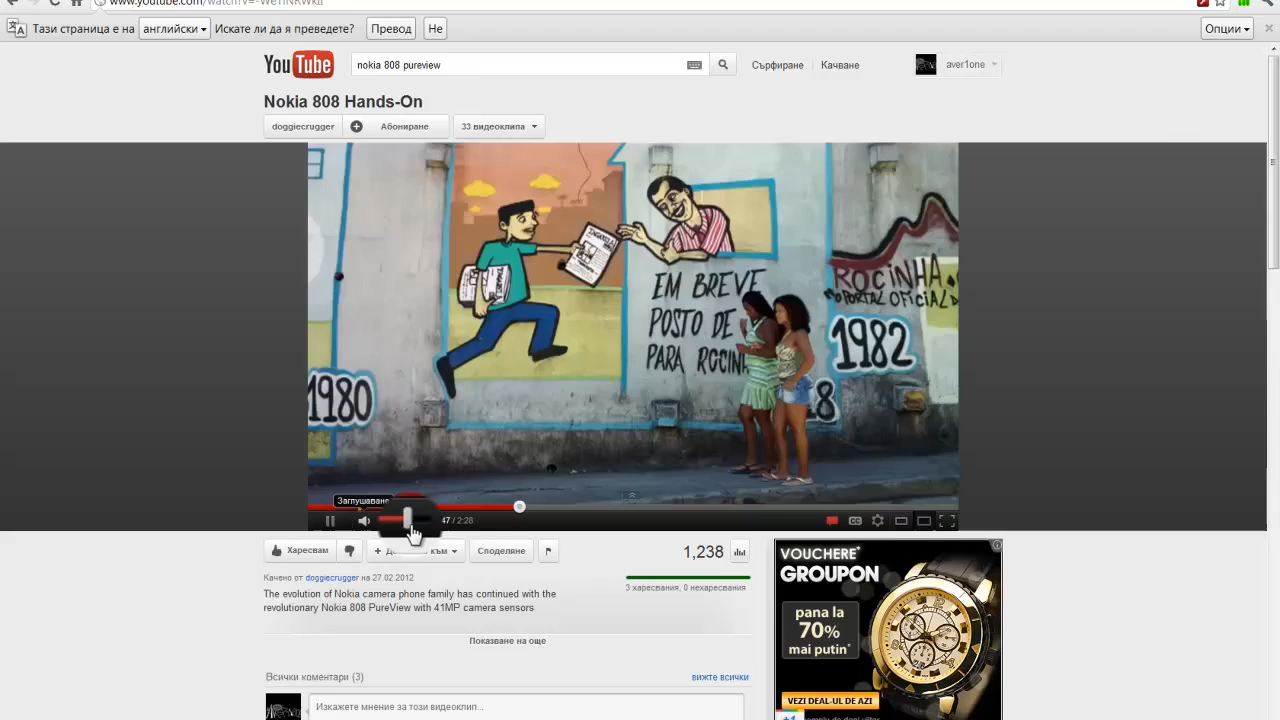 Тази страница е на английски Искате ли да я преведете? Превод Не Опции
YouTube nokia 808 pureview Сърфиране Качване aver1one
Nokia 808 Hands-On
doggiecrugger Абониране 33 видеоклипа
EM BREVE
POSTO DE
PARA ROCINH
ROCINHA.
PORTAL OFICIAL
1980
1982
8
Заглушаване
47 / 2:28
Харесвам към Споделяне 1,238
Качено от doggiecrugger на 27.02.2012
3 харесвания, 0 нехаресвания
The evolution of Nokia camera phone family has continued with the
revolutionary Nokia 808 PureView with 41MP camera sensors
Показване на още
Всички коментари (3) вижте всички
Изкажете мнение за този видеоклип...
VOUCHERE*
GROUPON
pana la
70%
mai putin*
VEZI DEAL-UL DE AZI